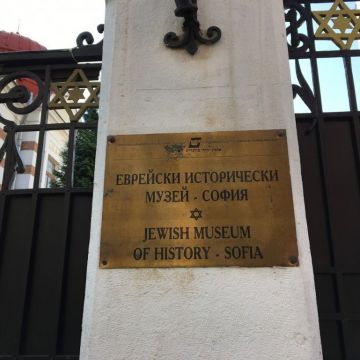 ЕВРЕЙСКИ ИСТОРИЧЕСКИ
МУЗЕЙ - СОФИЯ
JEWISH MUSEUM
OF HISTORY - SOFIA